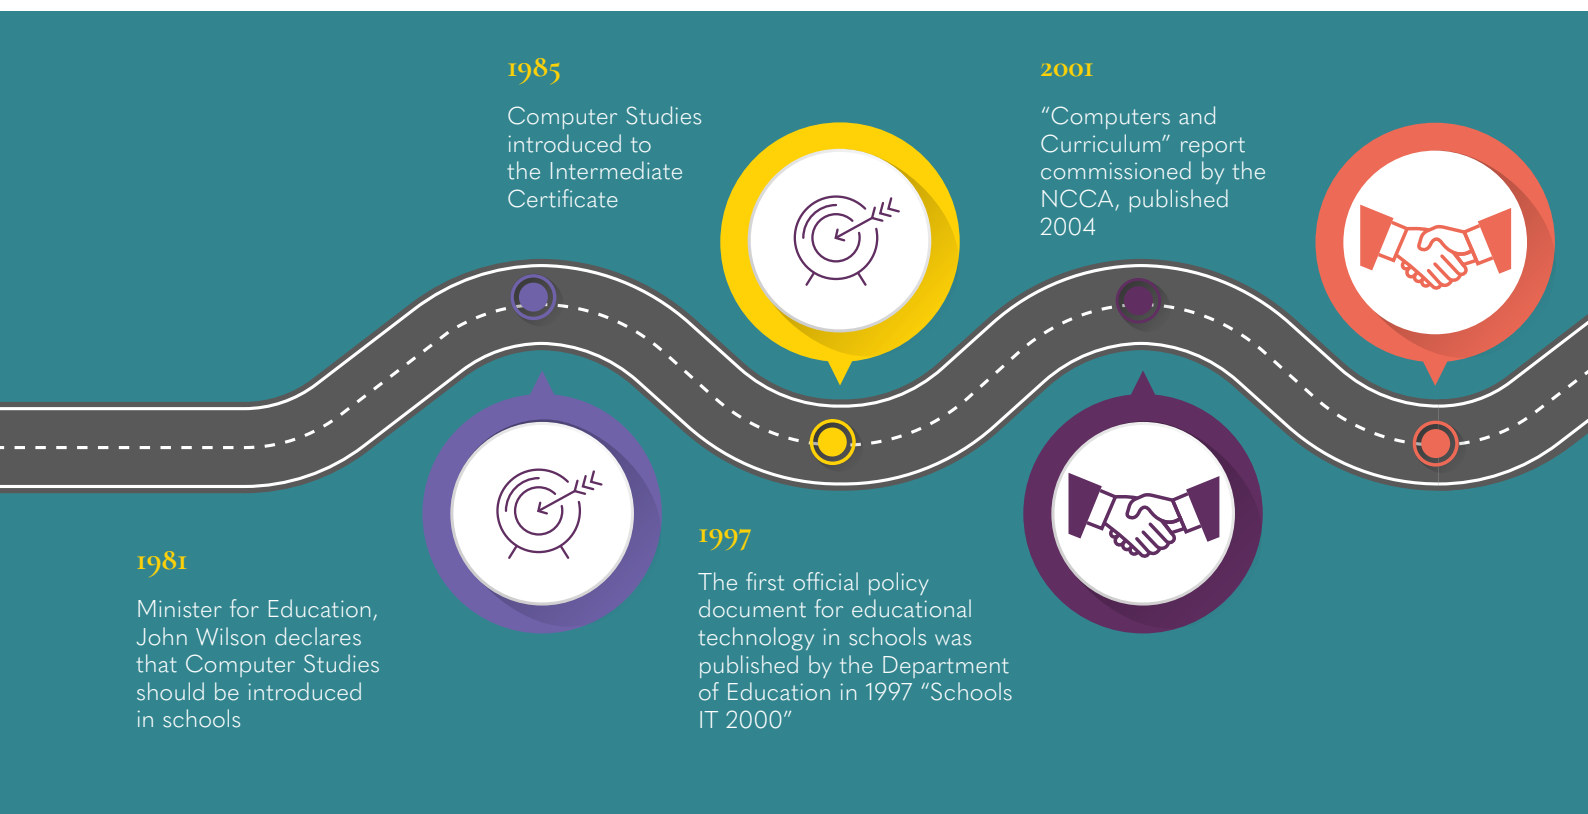 1981
Minister for Education,
John Wilson declares
that Computer Studies
should be introduced
in schools
1985
Computer Studies
introduced to
the Intermediate
Certificate
1997
The first official policy
document for educational
technology in schools was
published by the Department
of Education in 1997 “Schools
IT 2000”
2001
“Computers and
Curriculum” report
commissioned by the
NCCA, published
2004